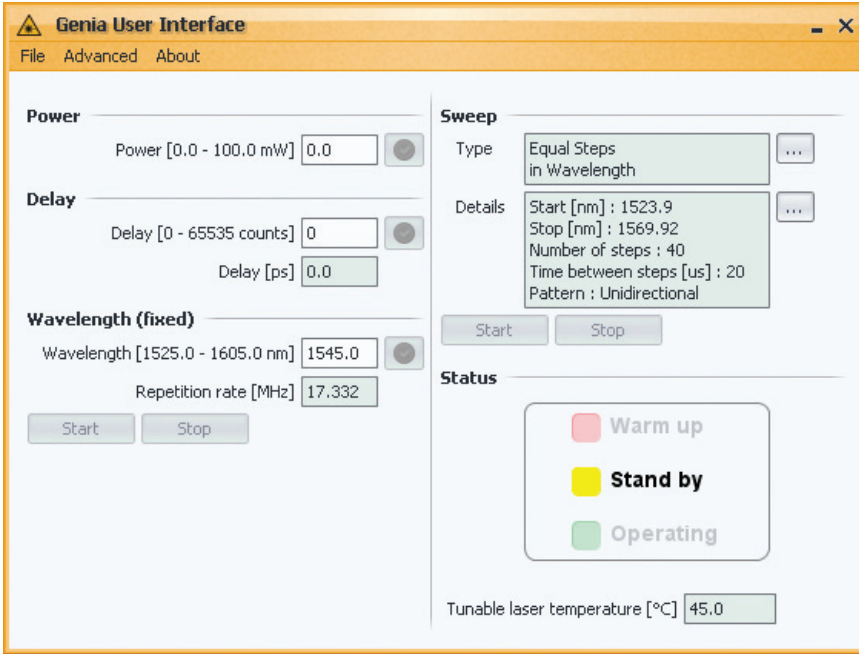 Genia User Interface
File Advanced About
Power
Power [0.0 - 100.0 mW] 0.0
Delay
Delay [0 - 65535 counts] 0
Delay [ps] 0.0
Wavelength (fixed)
Wavelength [1525.0 - 1605.0 nm] 1545.0
Repetition rate [MHz] 17.332
Start Stop
Sweep
Type Equal Steps
in Wavelength
...
Details Start [nm] : 1523.9
Stop [nm] : 1569.92
Number of steps : 40
Time between steps [us] : 20
Pattern : Unidirectional
...
Start Stop
Status
Warm up
Stand by
Operating
Tunable laser temperature [°C] 45.0